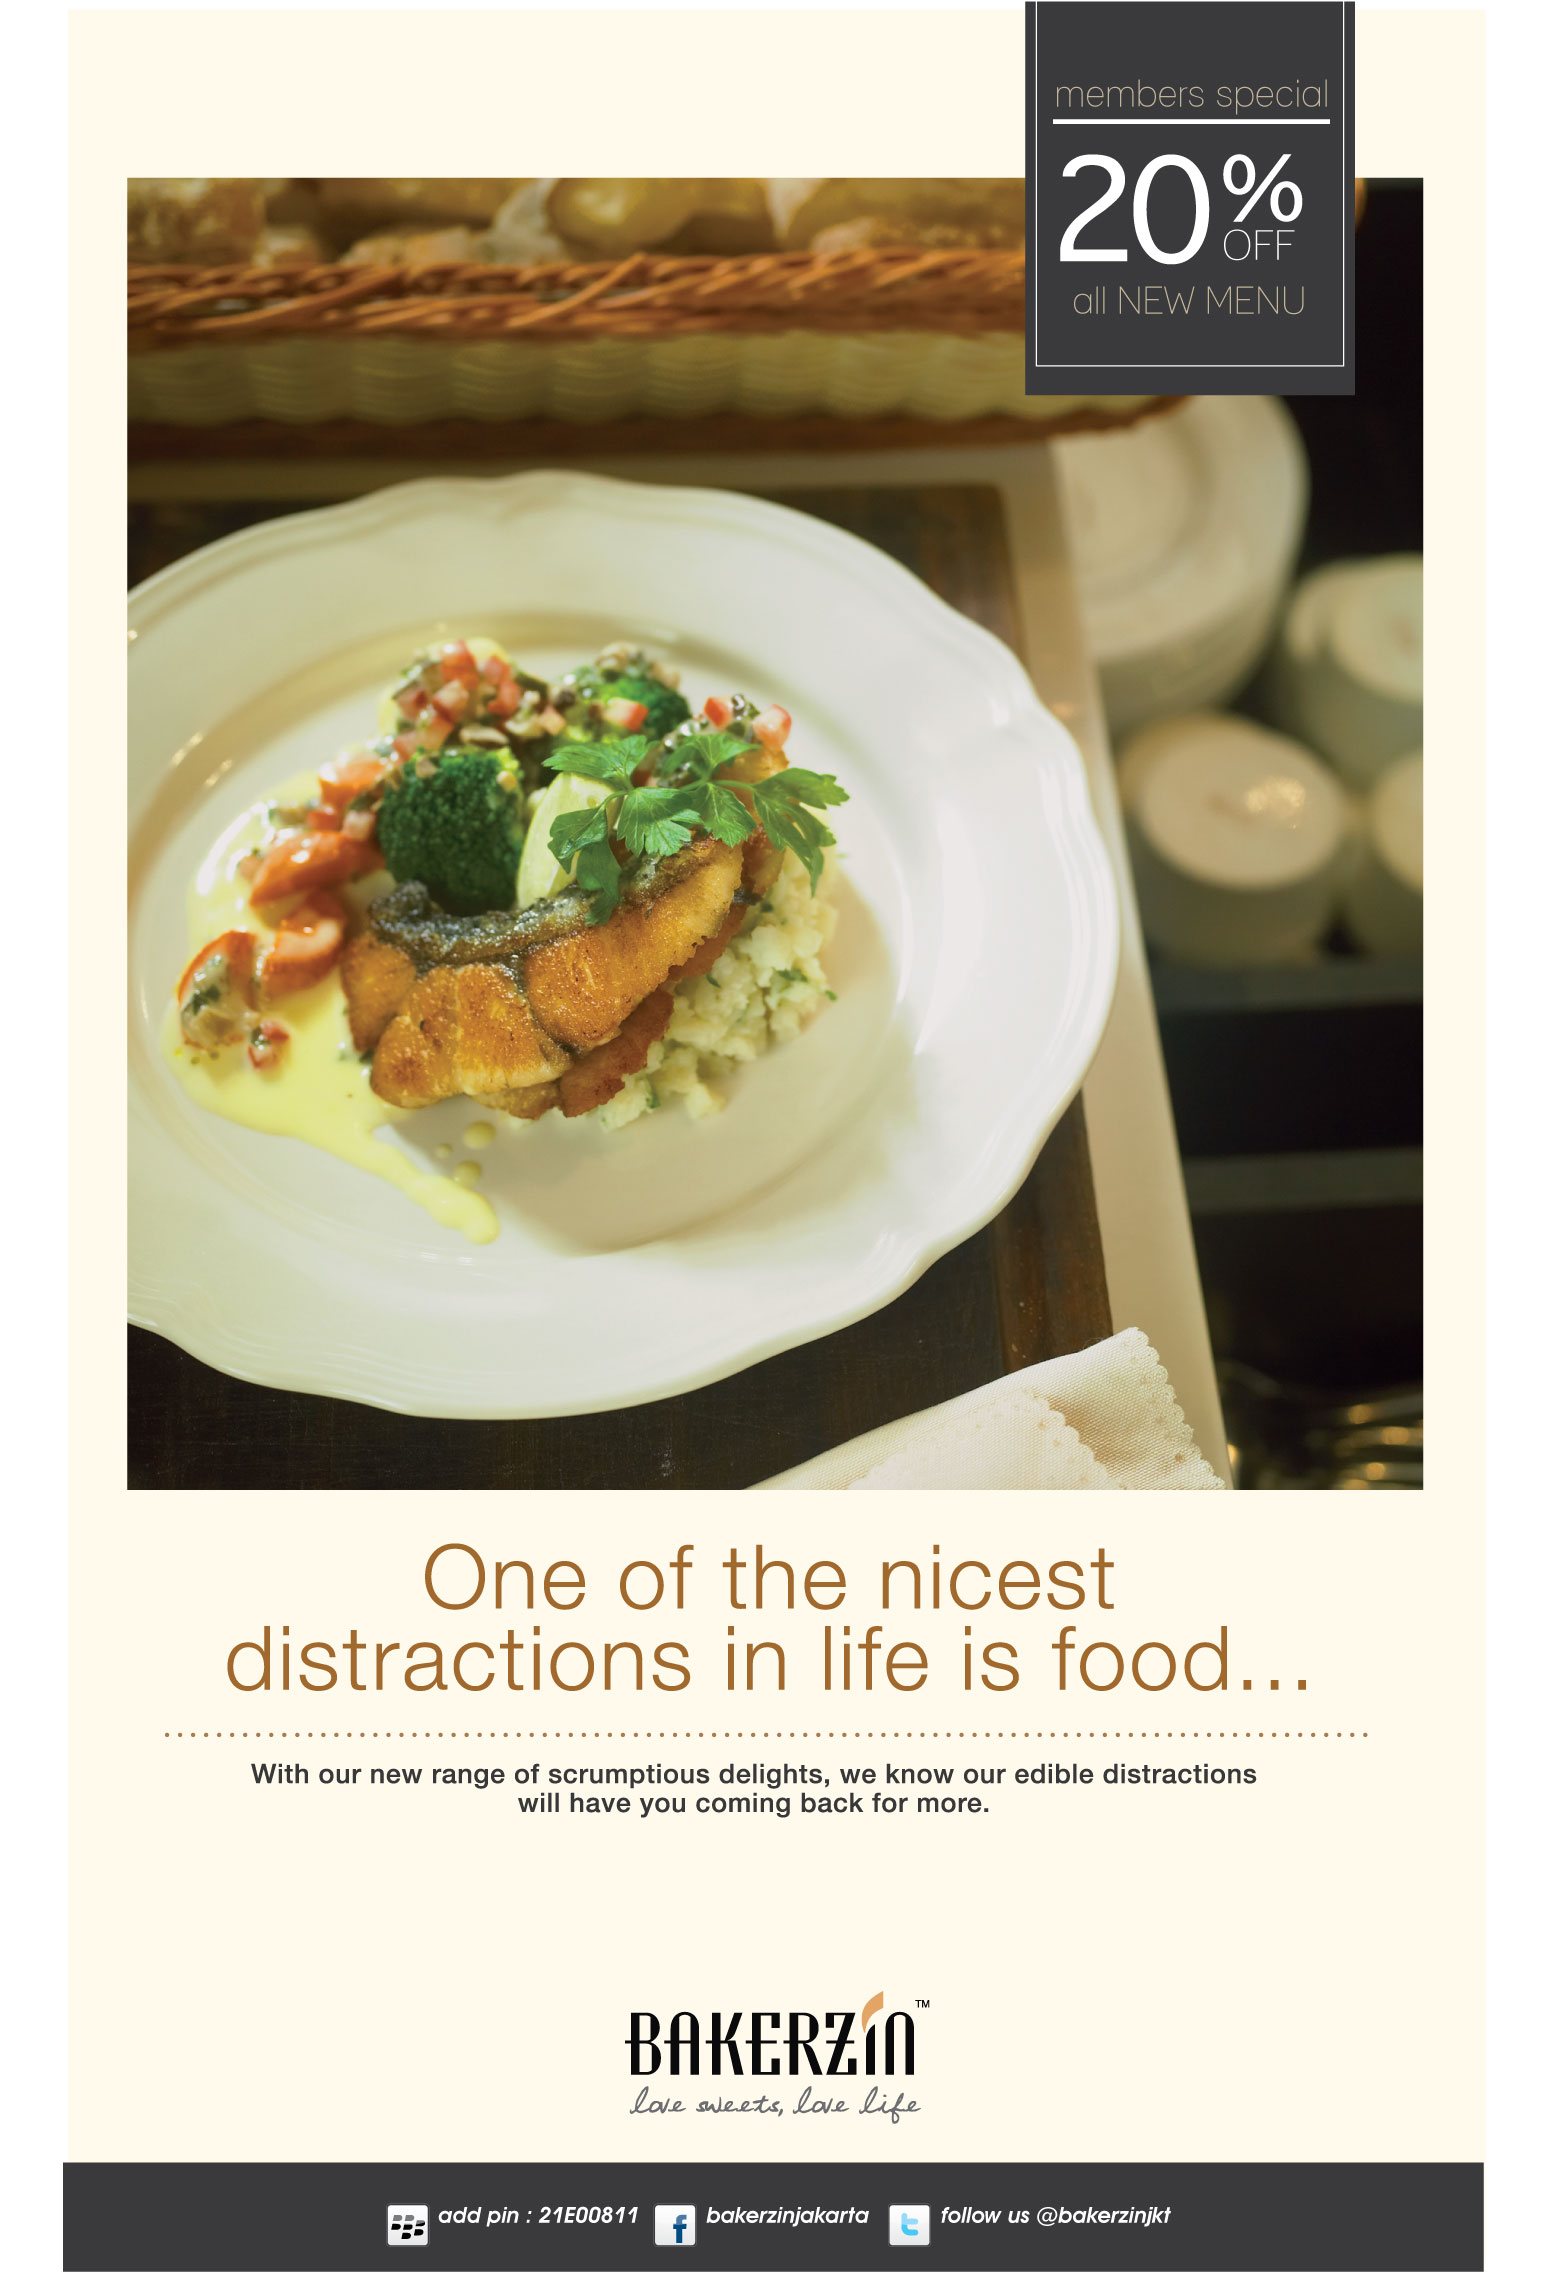 members special
20%
OFF
all NEW MENU
One of the nicest
distractions in life is food...
With our new range of scrumptious delights, we know our edible distractions
will have you coming back for more.
BAKERZIN™
love sweets, love life
add pin : 21E00811 bakerzinjakarta follow us @bakerzinjkt